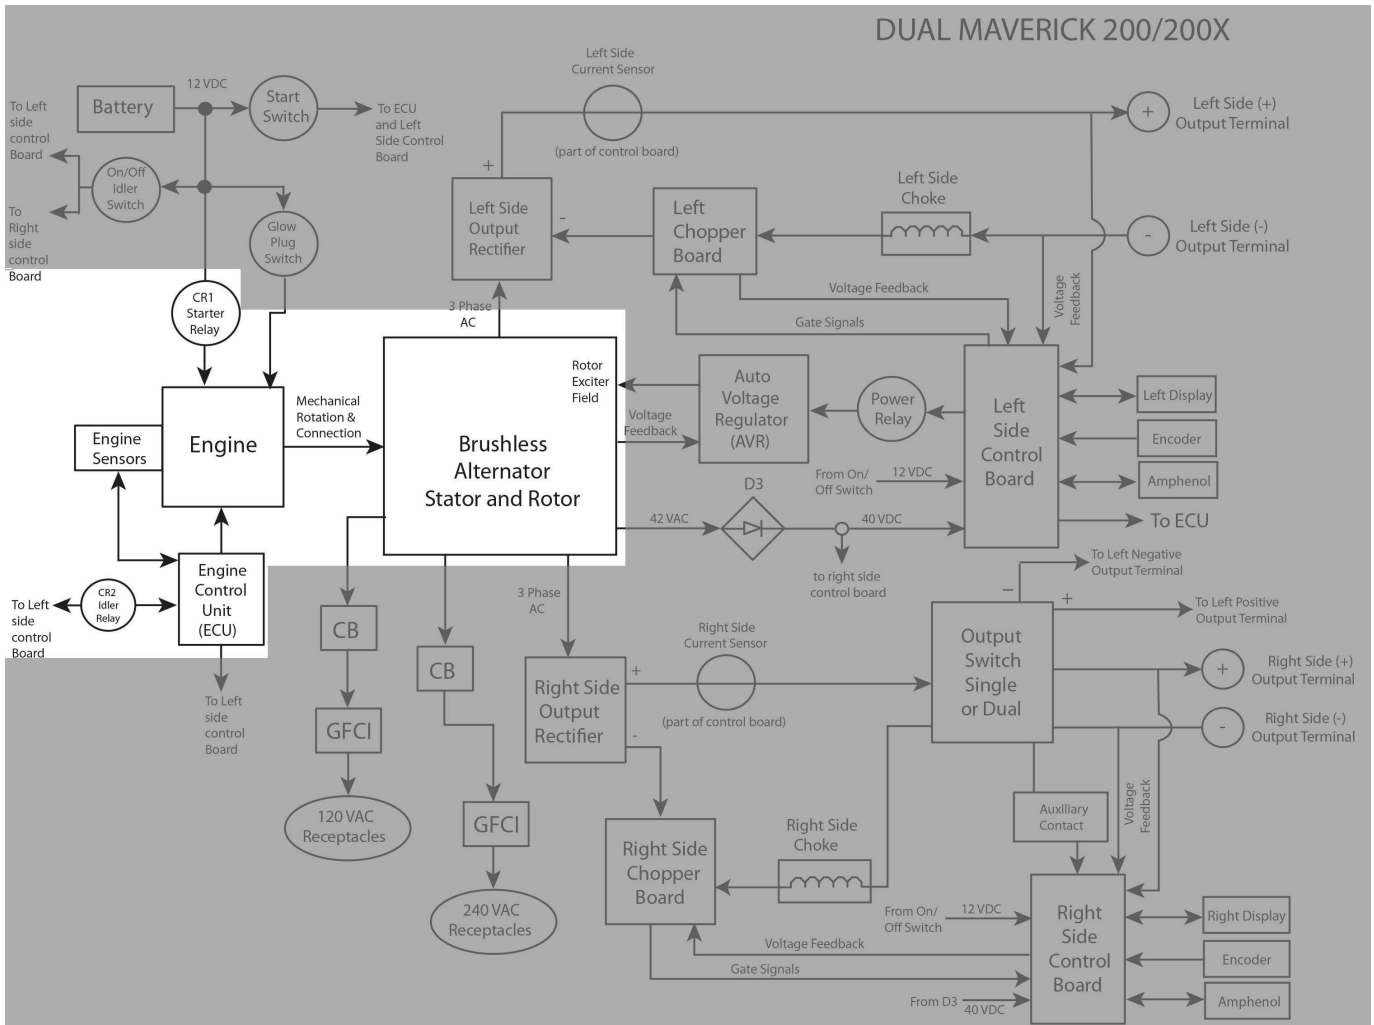 DUAL MAVERICK 200/200X
Left Side
Current Sensor
12 VDC
Battery
Start
Switch
To Left
side
control
Board
To ECU
and Left
Side Control
Board
+
Left Side (+)
Output Terminal
(part of control board)
On/Off
Idler
Switch
To
Right
side
control
Board
Glow
Plug
Switch
+
Left Side
Output
Rectifier
-
Left
Chopper
Board
Left Side
Choke
-
Left Side (-)
Output Terminal
Voltage Feedback
Gate Signals
Voltage
Feedback
3 Phase
AC
CR1
Starter
Relay
Rotor
Exciter
Field
Auto
Voltage
Regulator
(AVR)
Power
Relay
Left
Side
Control
Board
Left Display
Encoder
Amphenol
Voltage
Feedback
Mechanical
Rotation &
Connection
Engine
Sensors
Engine
Brushless
Alternator
Stator and Rotor
From On/
Off Switch
12 VDC
D3
42 VAC
40 VDC
To ECU
to right side
control board
To Left Negative
Output Terminal
Engine
Control
Unit
(ECU)
CR2
Idler
Relay
To Left
side
control
Board
To Left
side
control
Board
3 Phase
AC
CB
CB
GFCI
GFCI
120 VAC
Receptacles
240 VAC
Receptacles
Right Side
Current Sensor
(part of control board)
Right Side
Output
Rectifier
+
-
Output
Switch
Single
or Dual
-
+
To Left Positive
Output Terminal
+
Right Side (+)
Output Terminal
-
Right Side (-)
Output Terminal
Auxiliary
Contact
Voltage
Feedback
Right Side
Chopper
Board
Right Side
Choke
From On/
Off Switch
12 VDC
Right
Side
Control
Board
Right Display
Encoder
Amphenol
Voltage Feedback
Gate Signals
From D3
40 VDC